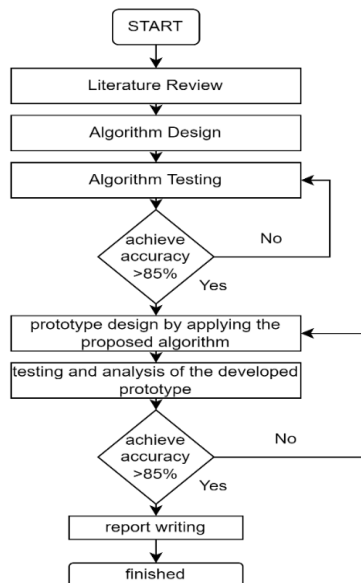 START
Literature Review
Algorithm Design
Algorithm Testing
achieve
accuracy
>85%
No
Yes
prototype design by applying the
proposed algorithm
testing and analysis of the developed
prototype
achieve
accuracy
>85%
No
Yes
report writing
finished